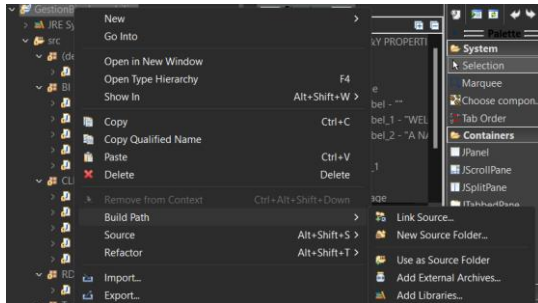 New
Go Into
Open in New Window
Open Type Hierarchy F4
Show In Alt+Shift+W >
Copy Ctrl+C
Copy Qualified Name
Paste Ctrl+V
Delete Delete
Remove from Context Ctrl+Alt+Shift+Down
Build Path >
Source Alt+Shift+S >
Refactor Alt+Shift+T >
Import...
Export...
Link Source...
New Source Folder...
Use as Source Folder
Add External Archives...
Add Libraries...
JRE Sy
src
(de
BI
CL
RD
&Y PROPERTI
bel - ""
bel_1 - "WEL
bel_2 - "A NA
_1
age
Palette
System
Selection
Marquee
Choose compon..
Tab Order
Containers
JPanel
JScrollPane
JSplitPane
JTabbedPane